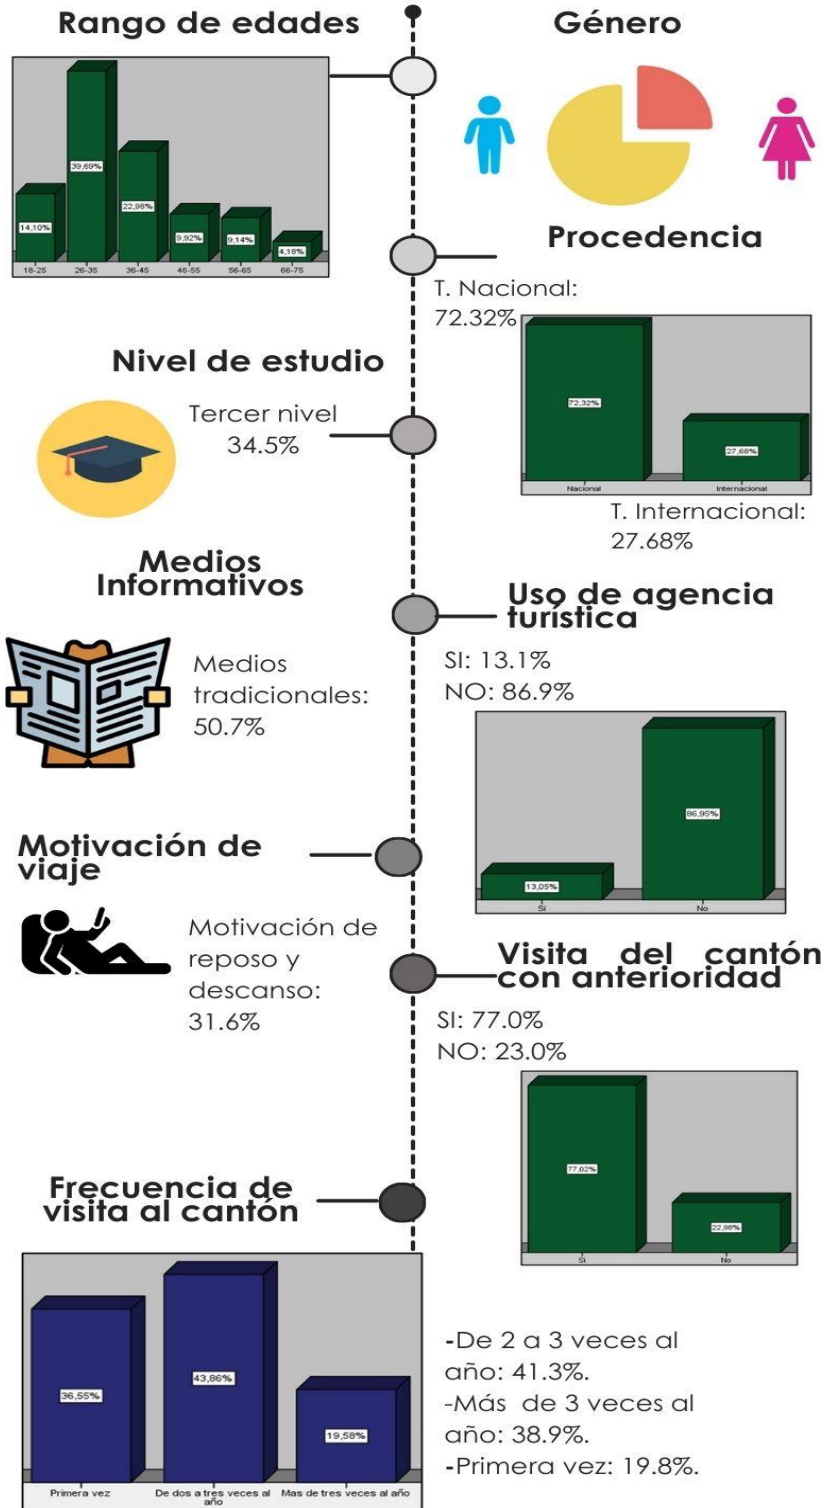 Rango de edades
39,69%
22,98%
14,10%
9,92%
9,14%
4,18%
18-25 26-35 36-45 46-55 56-65 66-75
Género
Procedencia
T. Nacional:
72.32%
72,32%
27,68%
Nacional Internacional
T. Internacional:
27.68%
Nivel de estudio
Tercer nivel
34.5%
Medios
Informativos
Medios
tradicionales:
50.7%
Uso de agencia
turística
SI: 13.1%
NO: 86.9%
86,95%
13,05%
Si No
Motivación de
viaje
Motivación de
reposo y
descanso:
31.6%
Visita del cantón
con anterioridad
SI: 77.0%
NO: 23.0%
77,02%
22,98%
Si No
Frecuencia de
visita al cantón
43,86%
36,55%
19,58%
Primera vez De dos a tres veces al Mas de tres veces al año
año
-De 2 a 3 veces al
año: 41.3%.
-Más de 3 veces al
año: 38.9%.
-Primera vez: 19.8%.